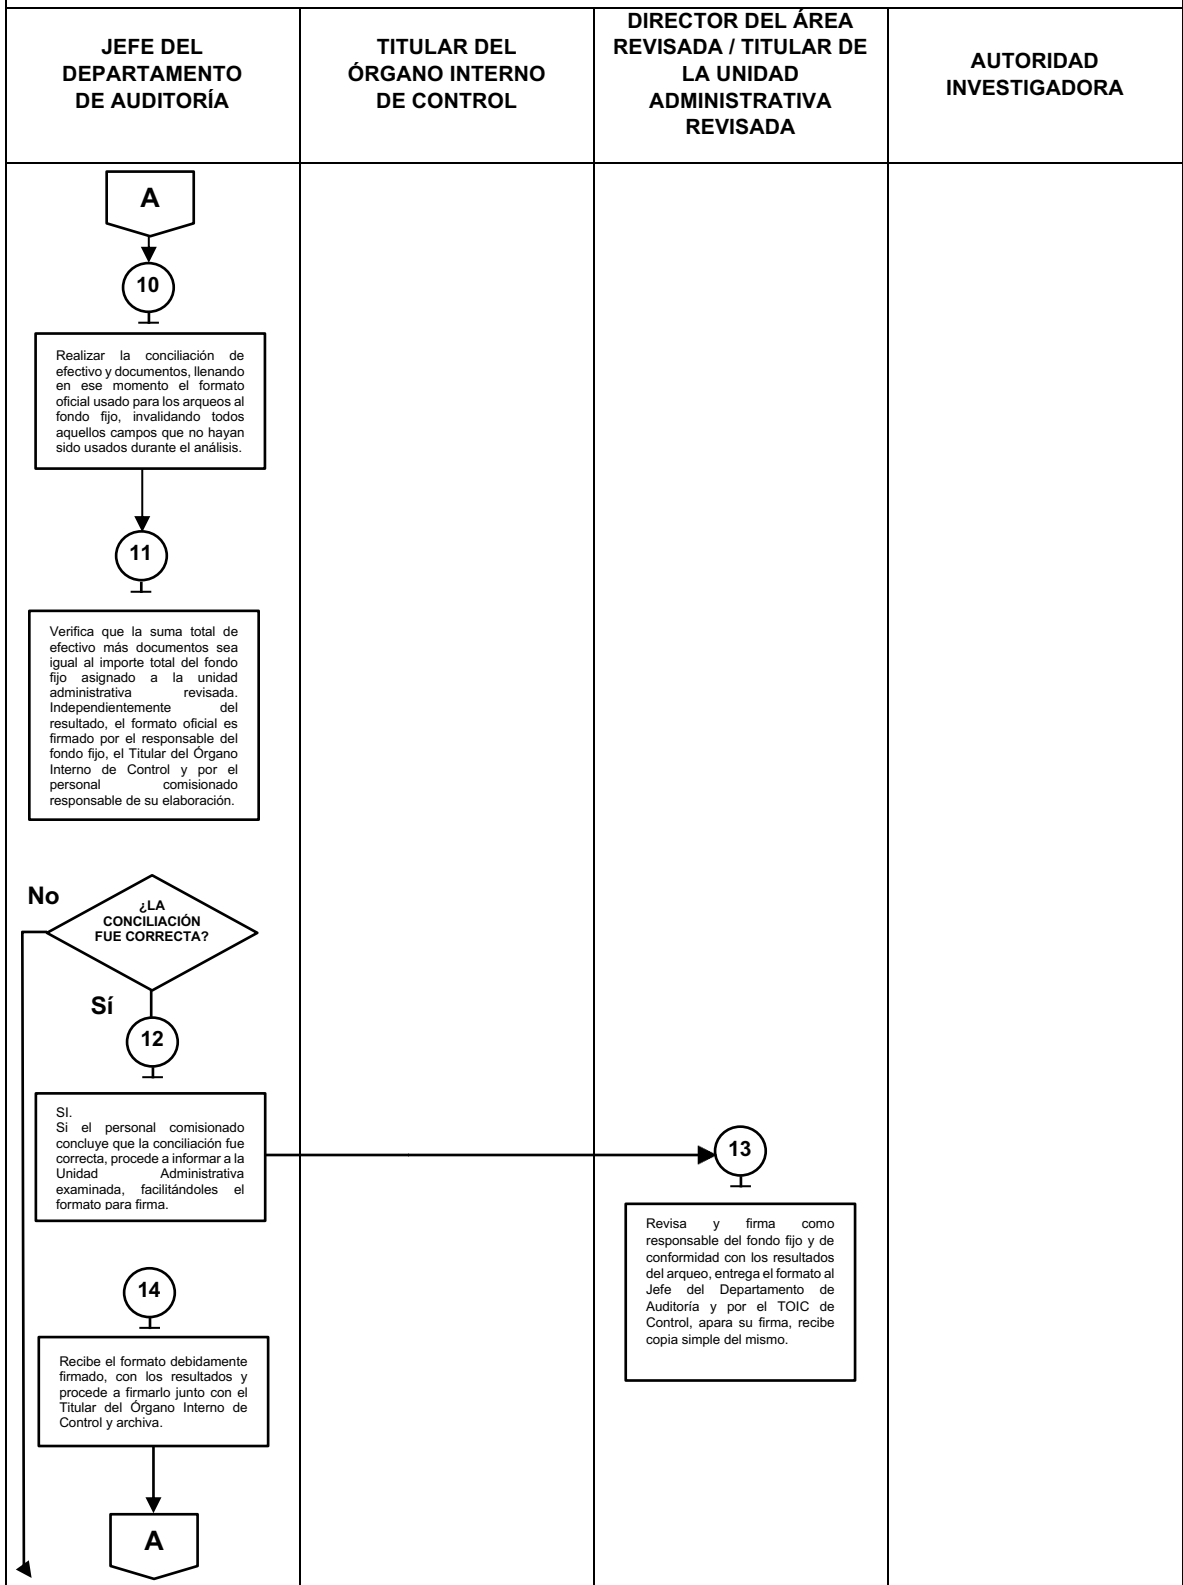 JEFE DEL
DEPARTAMENTO
DE AUDITORÍA
TITULAR DEL
ÓRGANO INTERNO
DE CONTROL
DIRECTOR DEL ÁREA
REVISADA / TITULAR DE
LA UNIDAD
ADMINISTRATIVA
REVISADA
AUTORIDAD
INVESTIGADORA
A
10
Realizar la conciliación de
efectivo y documentos, llenando
en ese momento el formato
oficial usado para los arqueos al
fondo fijo, invalidando todos
aquellos campos que no hayan
sido usados durante el análisis.
11
Verifica que la suma total de
efectivo más documentos sea
igual al importe total del fondo
fijo asignado a la unidad
administrativa revisada.
Independientemente del
resultado, el formato oficial es
firmado por el responsable del
fondo fijo, el Titular del Órgano
Interno de Control y por el
personal comisionado
responsable de su elaboración.
No
¿LA
CONCILIACIÓN
FUE CORRECTA?
Sí
12
SI.
Si el personal comisionado
concluye que la conciliación fue
correcta, procede a informar a la
Unidad Administrativa
examinada, facilitándoles el
formato para firma.
13
Revisa y firma como
responsable del fondo fijo y de
conformidad con los resultados
del arqueo, entrega el formato al
Jefe del Departamento de
Auditoría y por el TOIC de
Control, apara su firma, recibe
copia simple del mismo.
14
Recibe el formato debidamente
firmado, con los resultados y
procede a firmarlo junto con el
Titular del Órgano Interno de
Control y archiva.
A